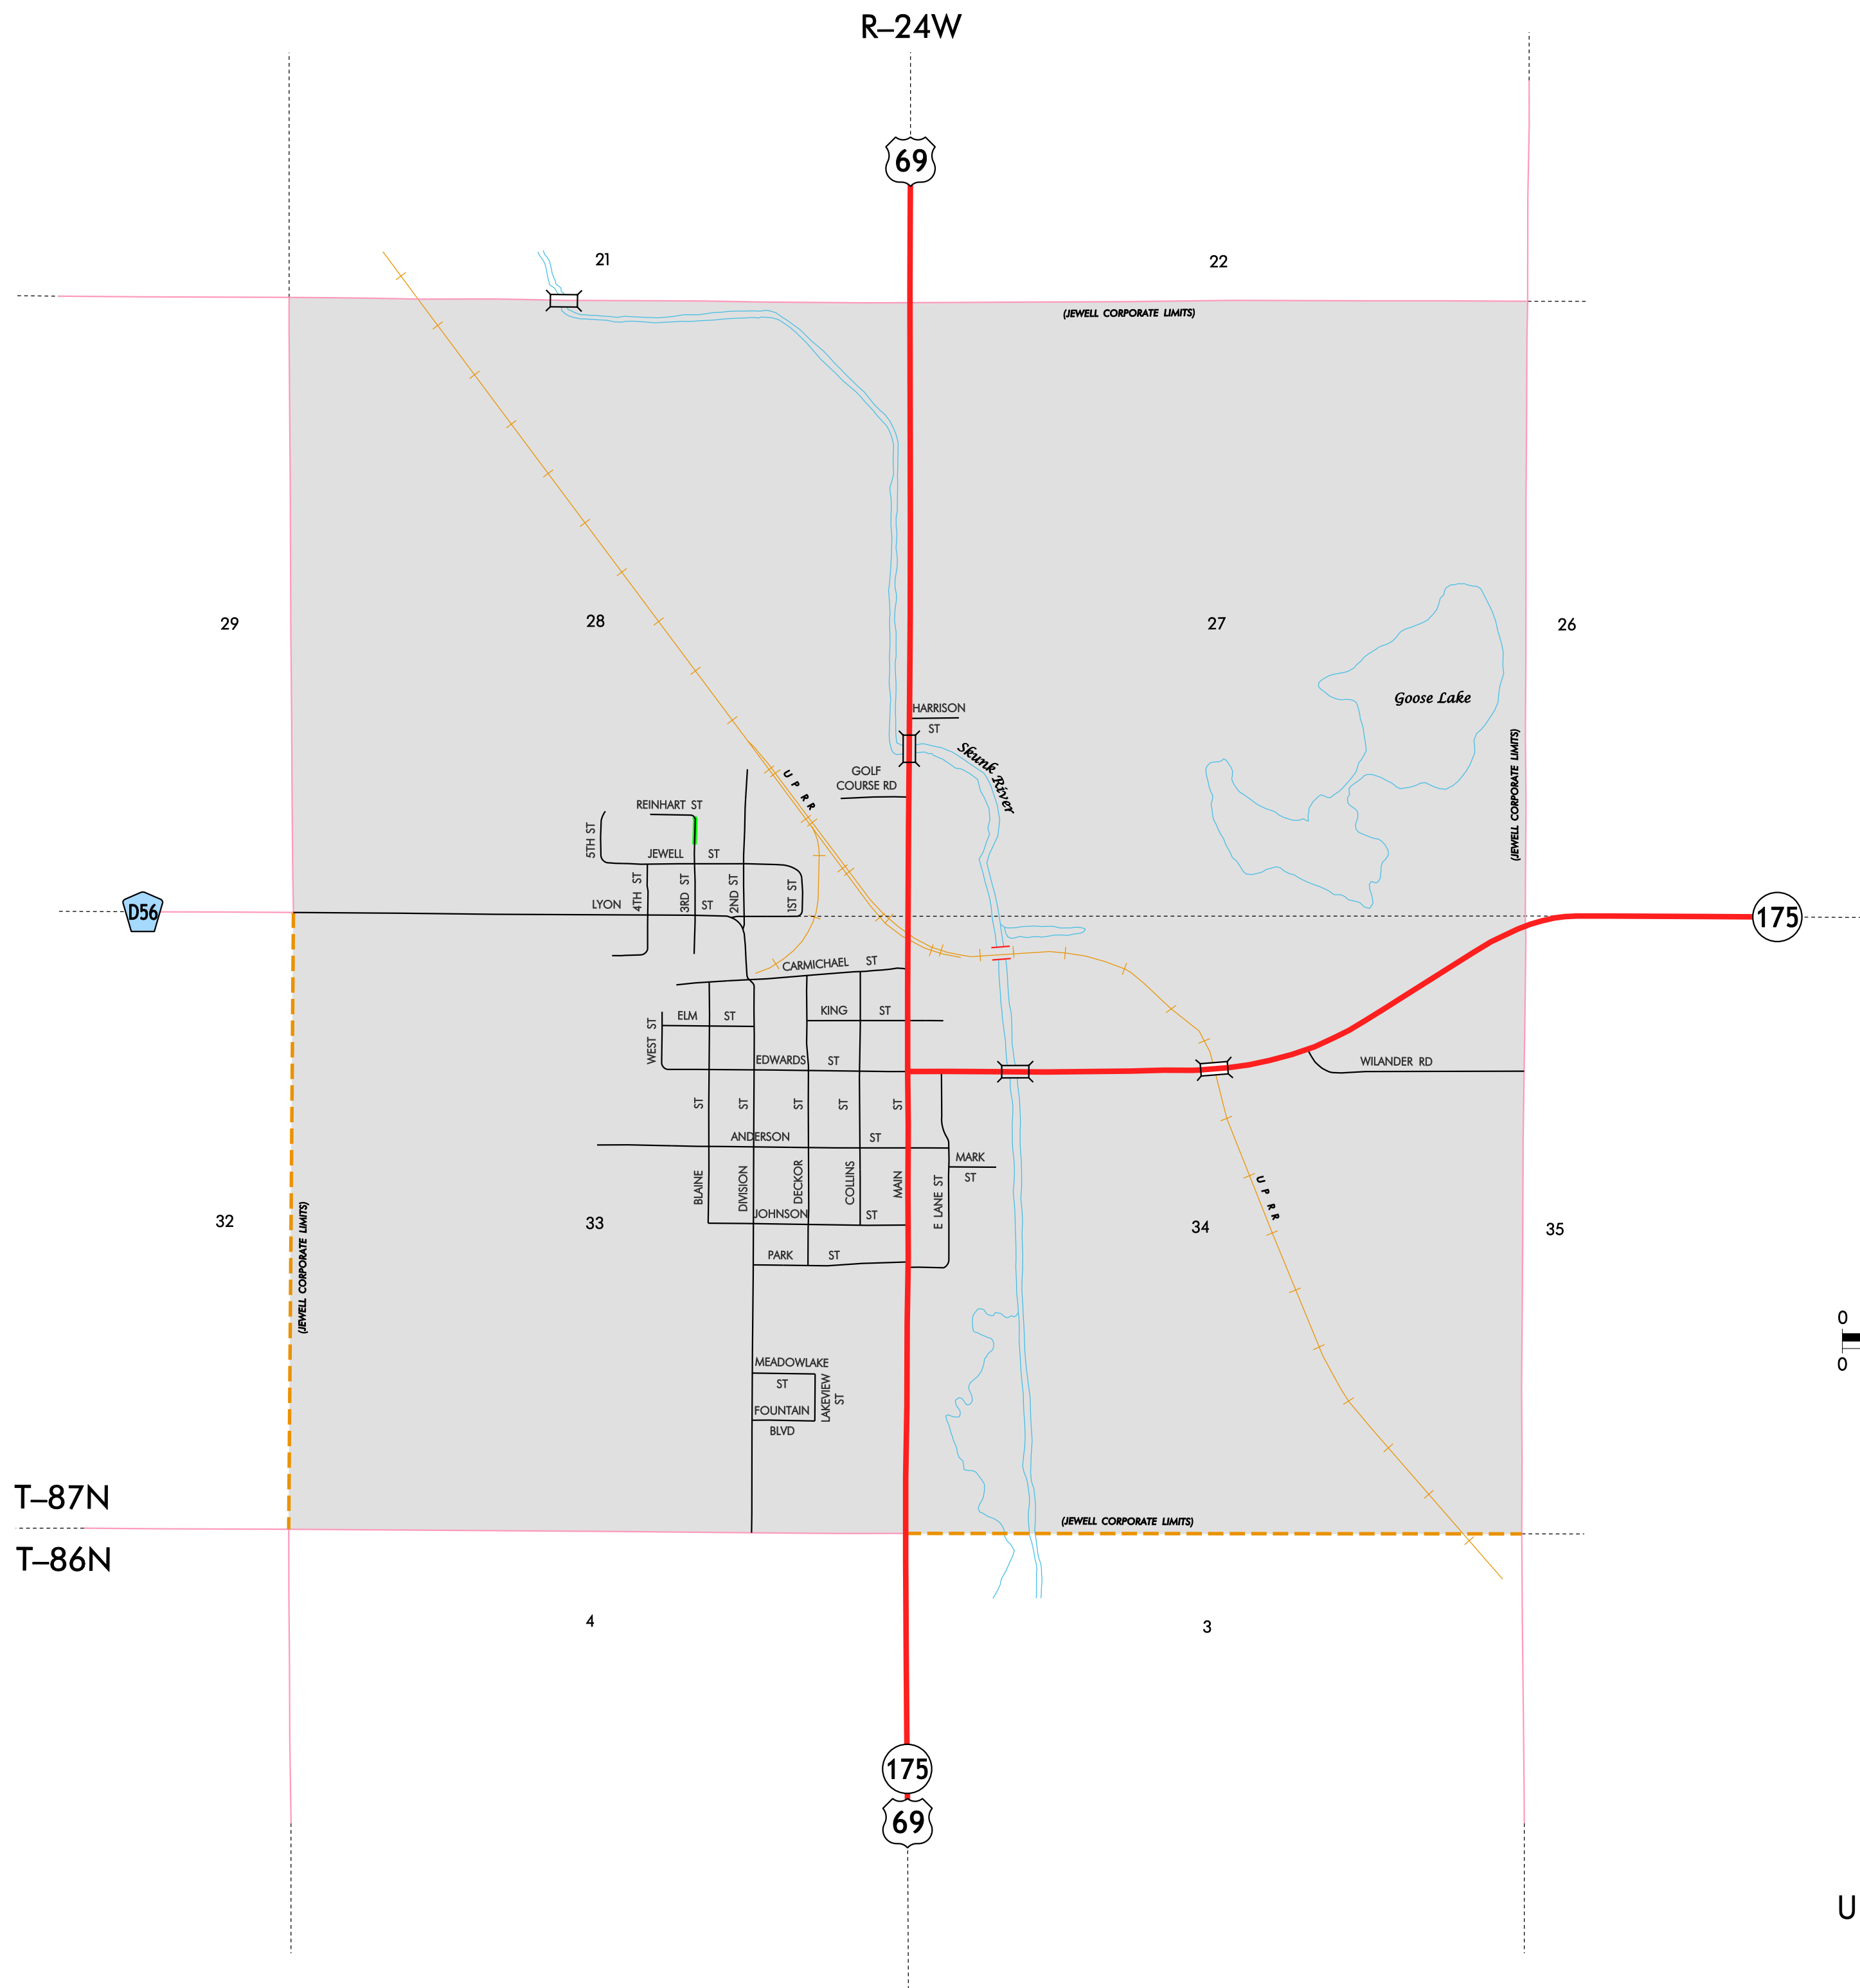 R–24W
69
21
22
(JEWELL CORPORATE LIMITS)
29
28
27
26
Goose Lake
HARRISON
ST
Skunk River
(JEWELL CORPORATE LIMITS)
GOLF
COURSE RD
U P R R
REINHART ST
5TH ST
JEWELL ST
4TH ST
3RD ST
2ND ST
1ST ST
LYON ST
D56
175
CARMICHAEL ST
KING ST
ELM ST
WEST ST
EDWARDS ST
WILANDER RD
BLAINE ST
DIVISION ST
DECKOR ST
COLLINS ST
MAIN ST
ANDERSON ST
MARK
ST
E LANE ST
U P R R
32
33
34
35
(JEWELL CORPORATE LIMITS)
JOHNSON ST
PARK ST
0
0
MEADOWLAKE
ST
LAKEVIEW
ST
FOUNTAIN
BLVD
T–87N
(JEWELL CORPORATE LIMITS)
T–86N
4
3
175
69
U